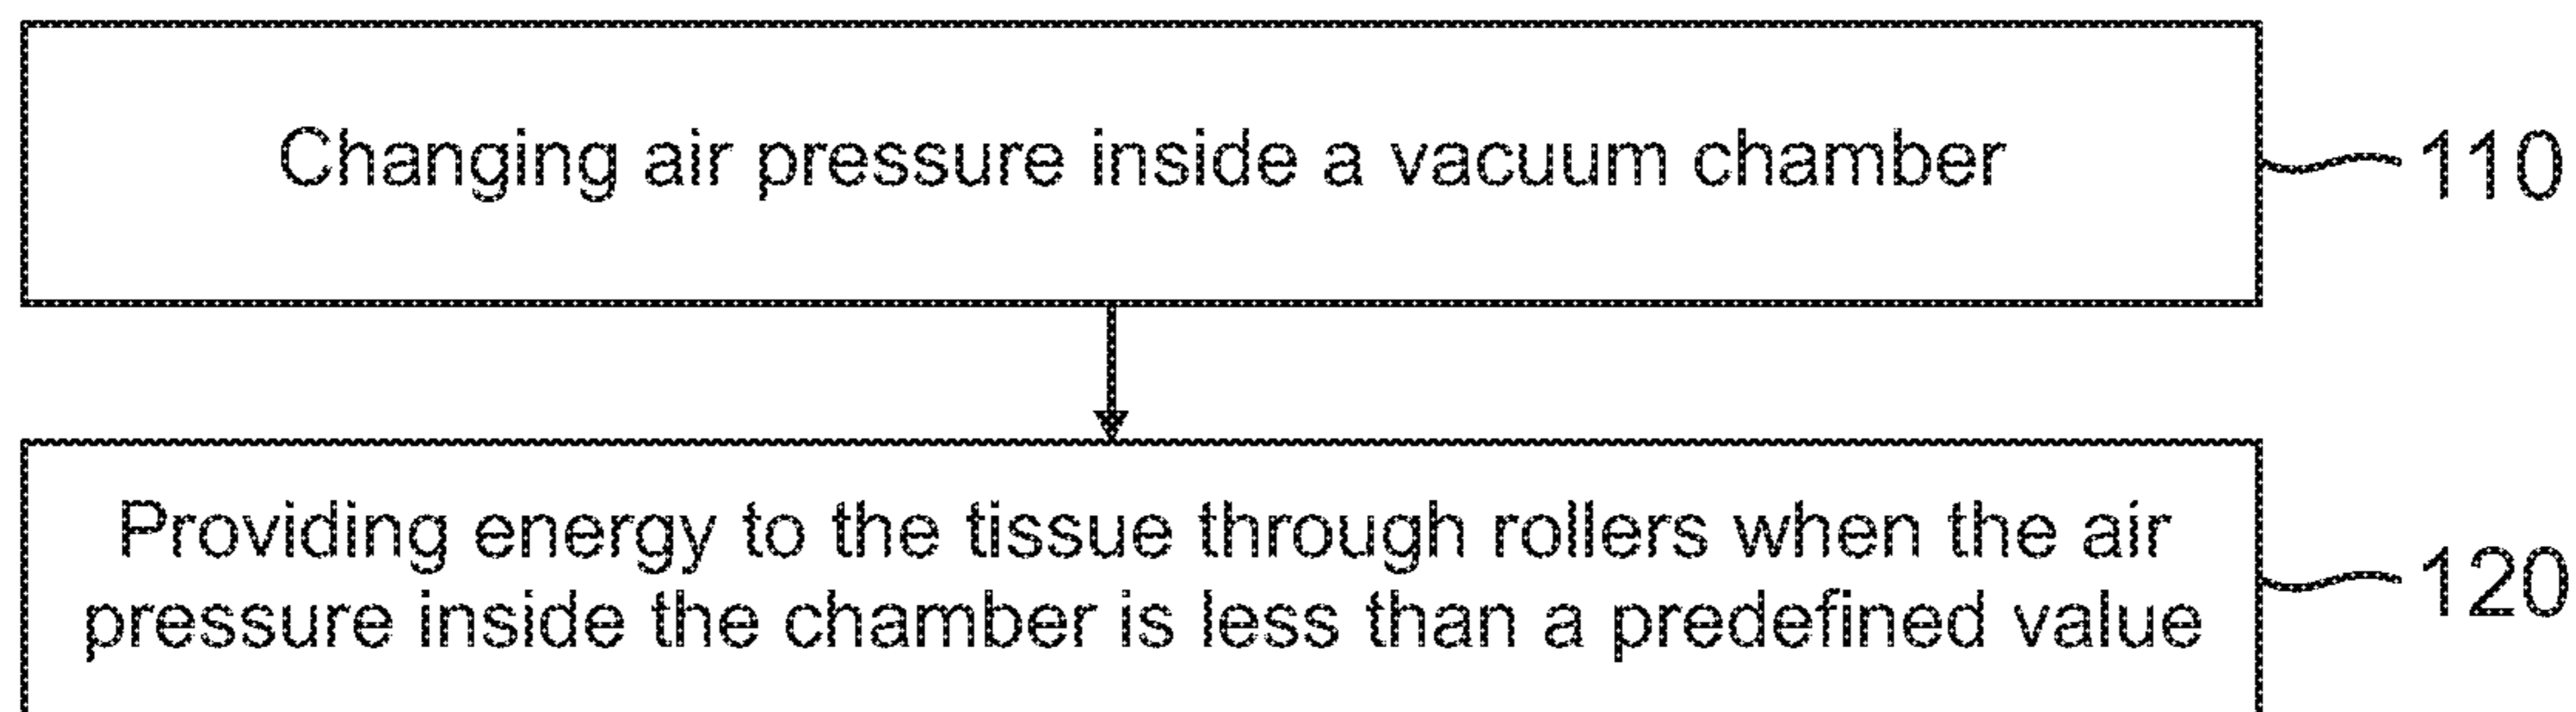 Changing air pressure inside a vacuum chamber
110
Providing energy to the tissue through rollers when the air
pressure inside the chamber is less than a predefined value
120